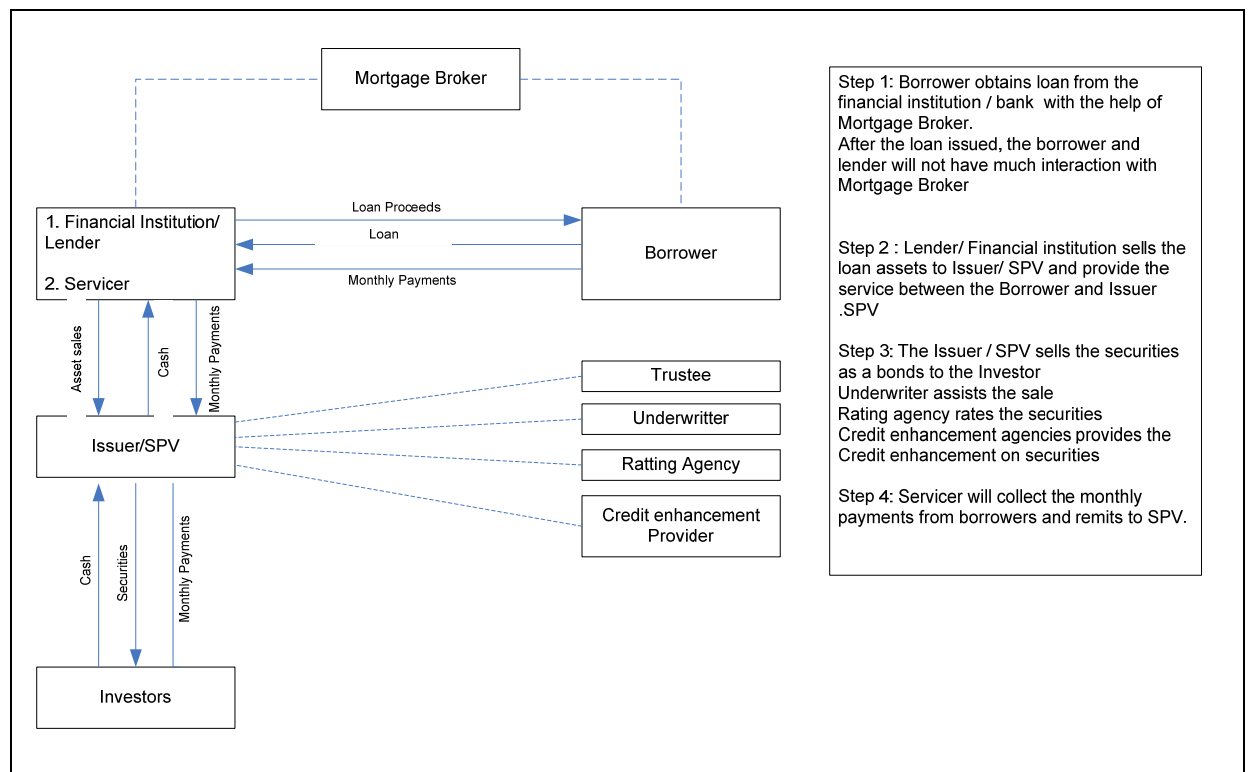 Mortgage Broker
1. Financial Institution/
Lender
2. Servicer
Loan Proceeds
Loan
Monthly Payments
Borrower
Asset sales
Cash
Monthly Payments
Issuer/SPV
Trustee
Underwritter
Ratting Agency
Credit enhancement
Provider
Cash
Securities
Monthly Payments
Investors
Step 1: Borrower obtains loan from the
financial institution / bank with the help of
Mortgage Broker.
After the loan issued, the borrower and
lender will not have much interaction with
Mortgage Broker
Step 2 : Lender/ Financial institution sells the
loan assets to Issuer/ SPV and provide the
service between the Borrower and Issuer
.SPV
Step 3: The Issuer / SPV sells the securities
as a bonds to the Investor
Underwriter assists the sale
Rating agency rates the securities
Credit enhancement agencies provides the
Credit enhancement on securities
Step 4: Servicer will collect the monthly
payments from borrowers and remits to SPV.